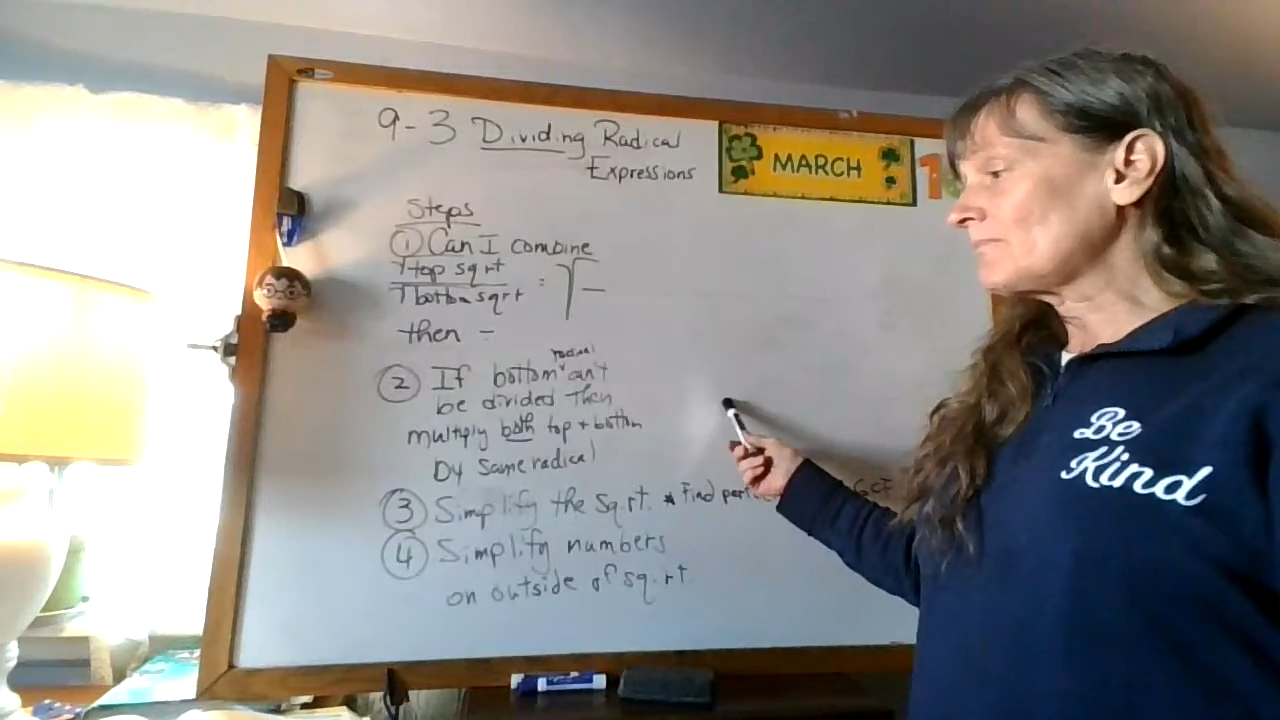 9-3 Dividing Radical
Expressions
MARCH
1
Steps
① Can I combine
√top sqrt
√bottom sqrt = √—
then ÷
radical
② If bottom can't
be divided then
multiply both top + bottom
by same radical
③ Simplify the sq.rt. * Find GCF
④ Simplify numbers
on outside of sq.rt
Be
Kind